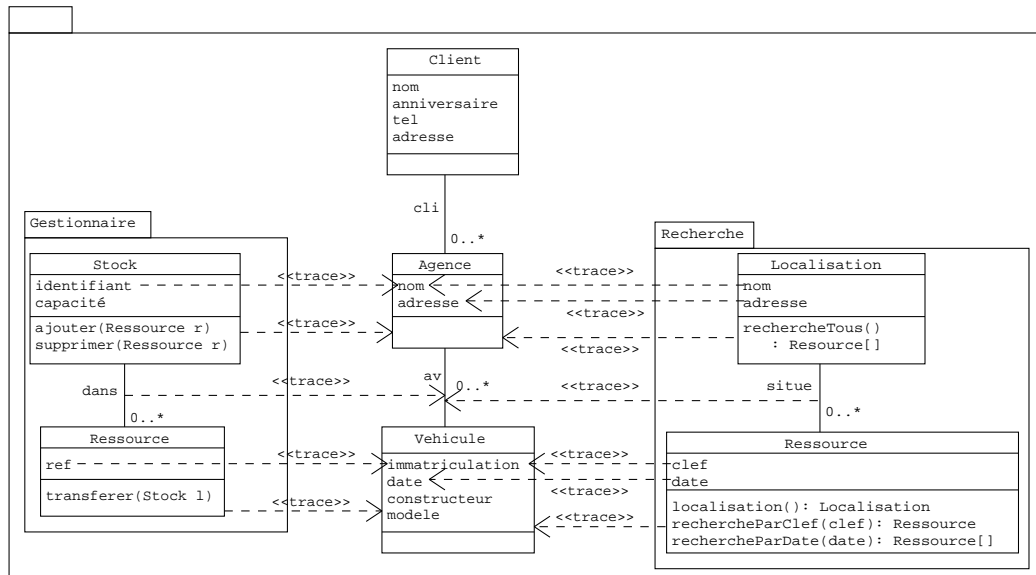 Client
nom
anniversaire
tel
adresse
cli
0..*
Gestionnaire
Stock
identifiant
capacité
ajouter(Ressource r)
supprimer(Ressource r)
dans
0..*
Ressource
ref
transferer(Stock l)
<<trace>>
<<trace>>
<<trace>>
<<trace>>
<<trace>>
Agence
nom
adresse
av
0..*
Vehicule
immatriculation
date
constructeur
modele
<<trace>>
<<trace>>
<<trace>>
<<trace>>
<<trace>>
<<trace>>
<<trace>>
Recherche
Localisation
nom
adresse
rechercheTous()
: Resource[]
situe
0..*
Ressource
clef
date
localisation(): Localisation
rechercheParClef(clef): Ressource
rechercheParDate(date): Ressource[]